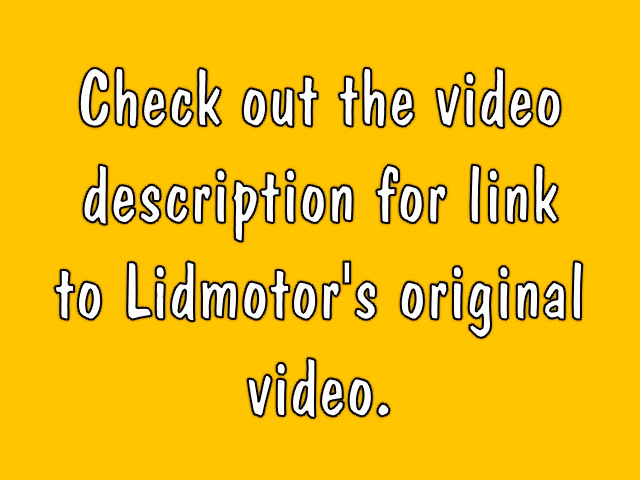 Check out the video
description for link
to Lidmotor's original
video.